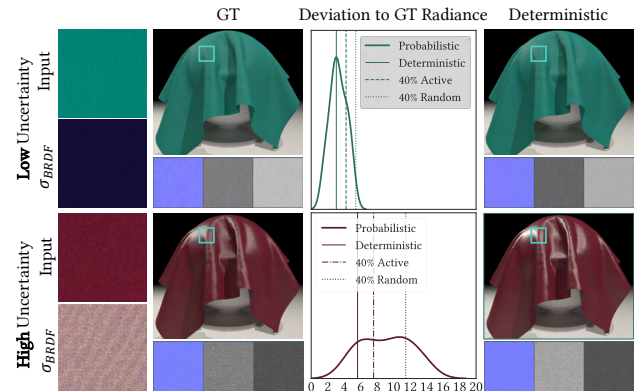 GT Deviation to GT Radiance Deterministic
Low Uncertainty
Input
σBRDF
Probabilistic
Deterministic
40% Active
40% Random
High Uncertainty
Input
σBRDF
Probabilistic
Deterministic
40% Active
40% Random
0 2 4 6 8 10 12 14 16 18 20